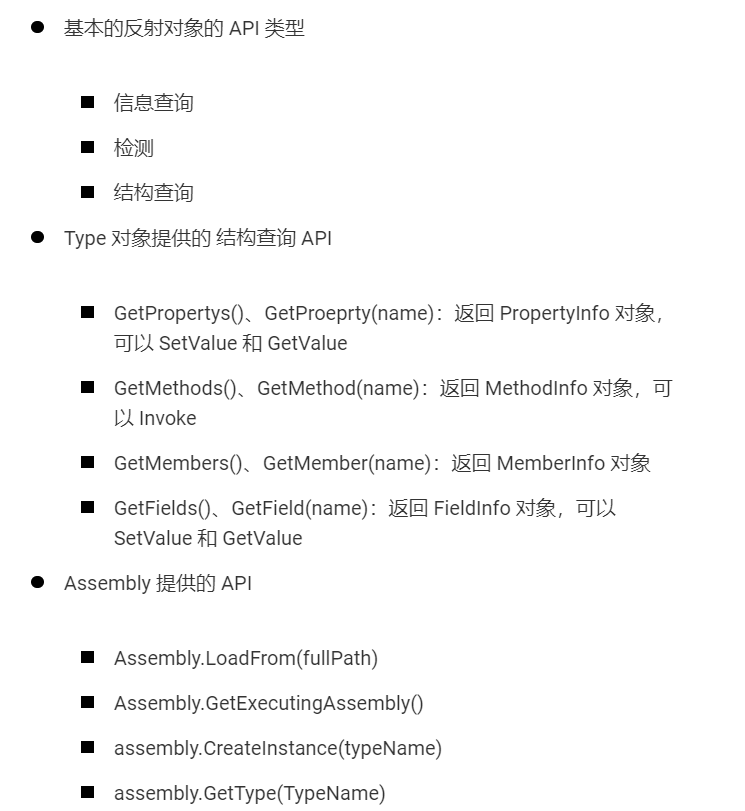 基本的反射对象的 API 类型
信息查询
检测
结构查询
Type 对象提供的 结构查询 API
GetPropertys()、GetProeprty(name)：返回 PropertyInfo 对象，
可以 SetValue 和 GetValue
GetMethods()、GetMethod(name)：返回 MethodInfo 对象，可
以 Invoke
GetMembers()、GetMember(name)：返回 MemberInfo 对象
GetFields()、GetField(name)：返回 FieldInfo 对象，可以
SetValue 和 GetValue
Assembly 提供的 API
Assembly.LoadFrom(fullPath)
Assembly.GetExecutingAssembly()
assembly.CreateInstance(typeName)
assembly.GetType(TypeName)